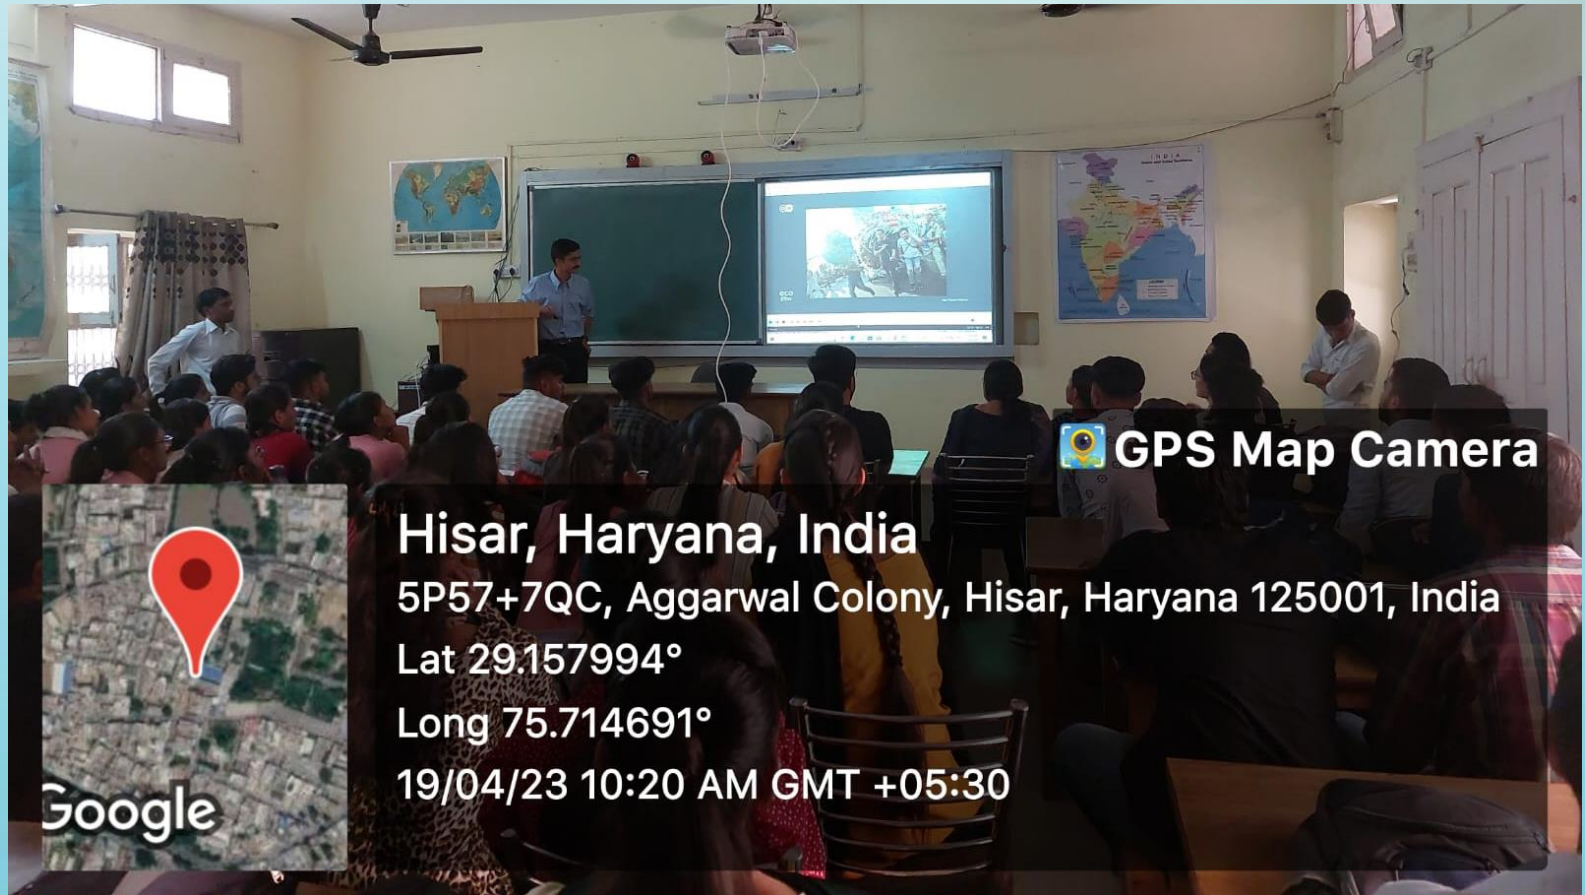 INDIA
GPS Map Camera
Hisar, Haryana, India
5P57+7QC, Aggarwal Colony, Hisar, Haryana 125001, India
Lat 29.157994°
Long 75.714691°
19/04/23 10:20 AM GMT +05:30
Google